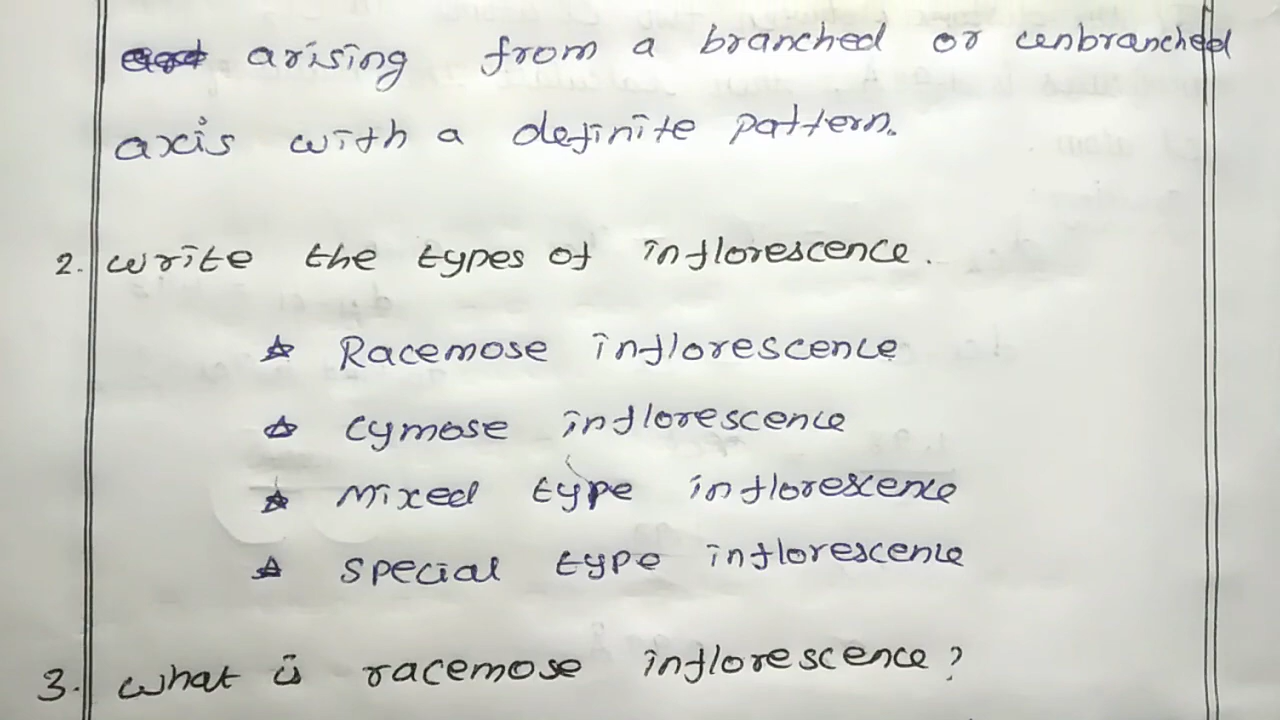 arising from a branched or unbranched
axis with a definite pattern.
2. write the types of inflorescence.
☆ Racemose inflorescence
☆ cymose inflorescence
☆ Mixed type inflorescence
☆ special type inflorescence
3. what is racemose inflorescence?